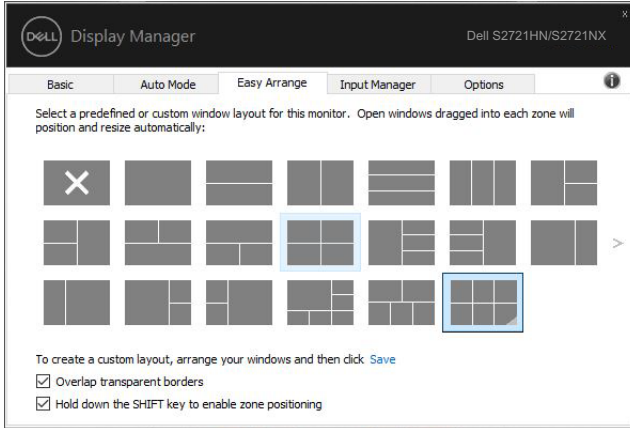 x
DELL Display Manager Dell S2721HN/S2721NX
Basic Auto Mode Easy Arrange Input Manager Options i
Select a predefined or custom window layout for this monitor. Open windows dragged into each zone will
position and resize automatically:
>
To create a custom layout, arrange your windows and then click Save
Overlap transparent borders
Hold down the SHIFT key to enable zone positioning